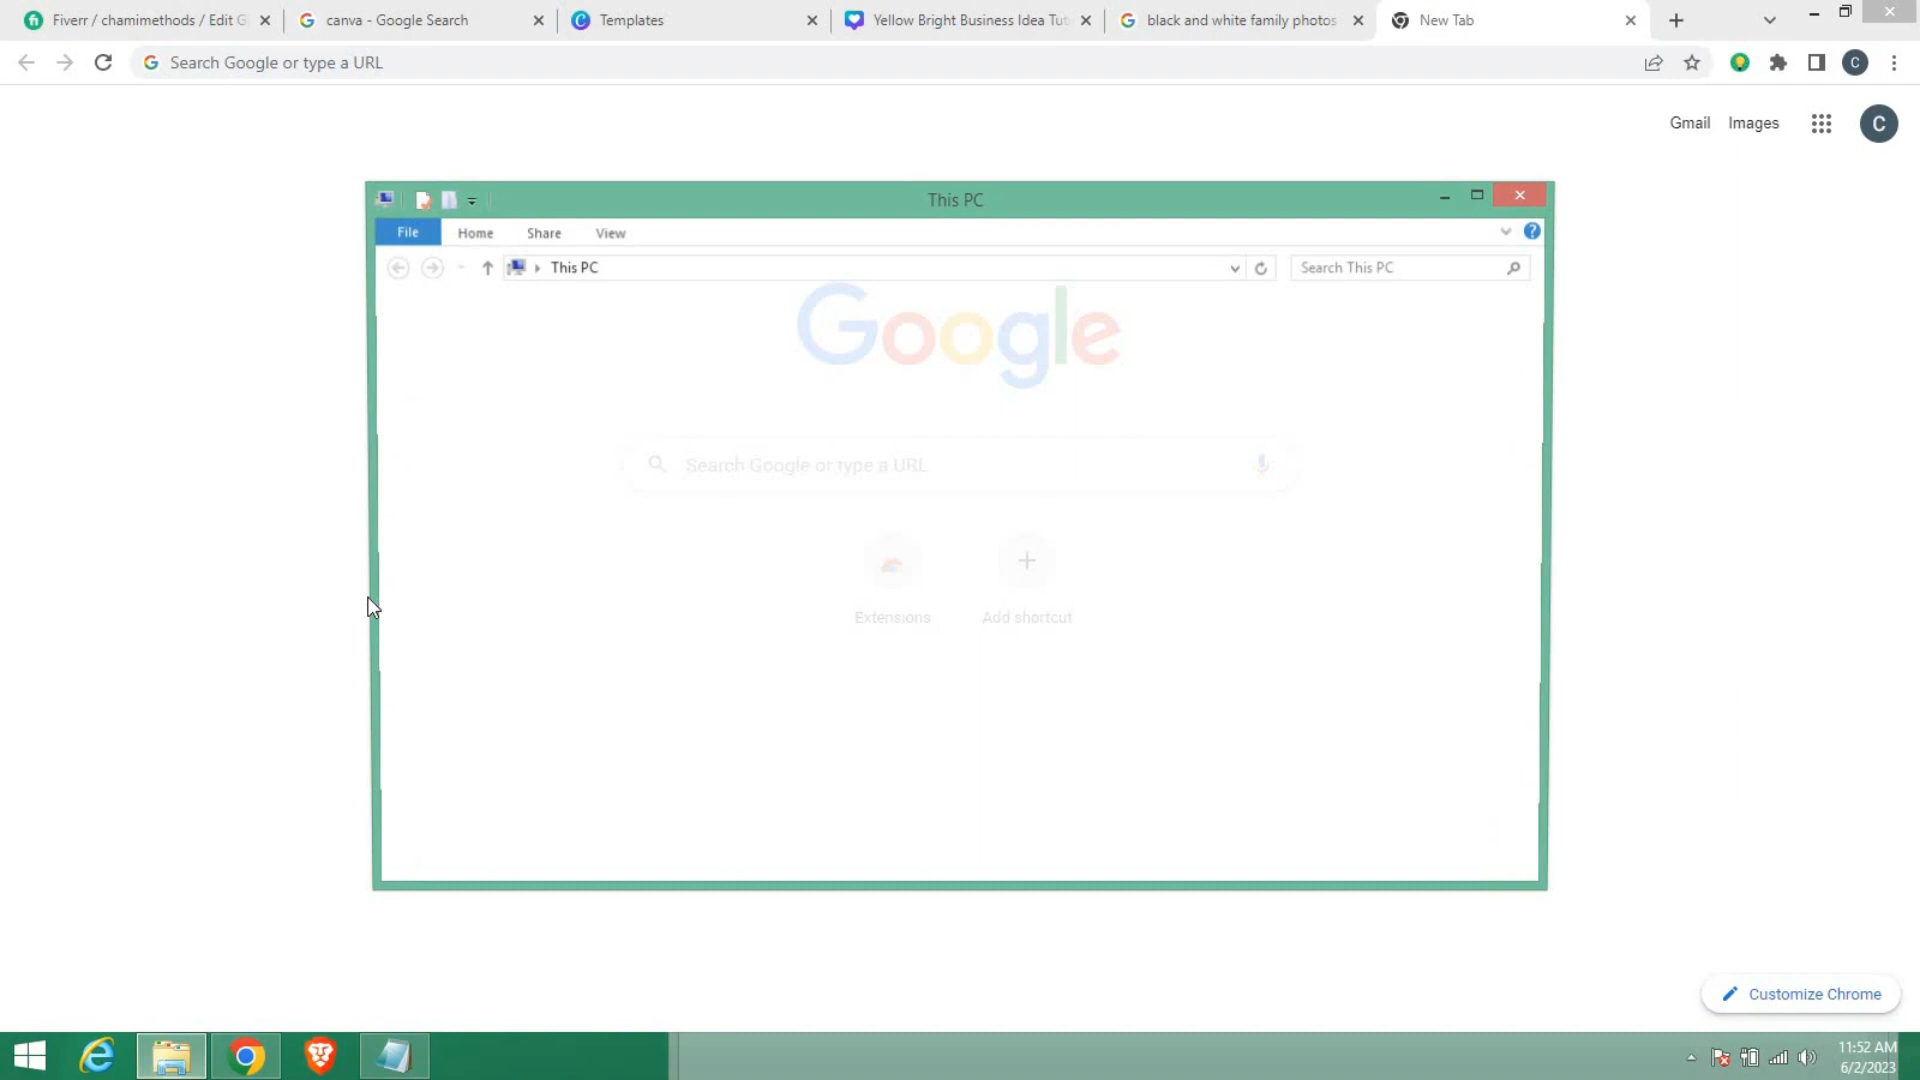 Fiverr / chamimethods / Edit G
canva - Google Search
Templates
Yellow Bright Business Idea Tut
black and white family photos
New Tab
Search Google or type a URL
C
Gmail
Images
C
This PC
File
Home
Share
View
This PC
Search This PC
Google
Search Google or type a URL
Extensions
Add shortcut
Customize Chrome
11:52 AM
6/2/2023